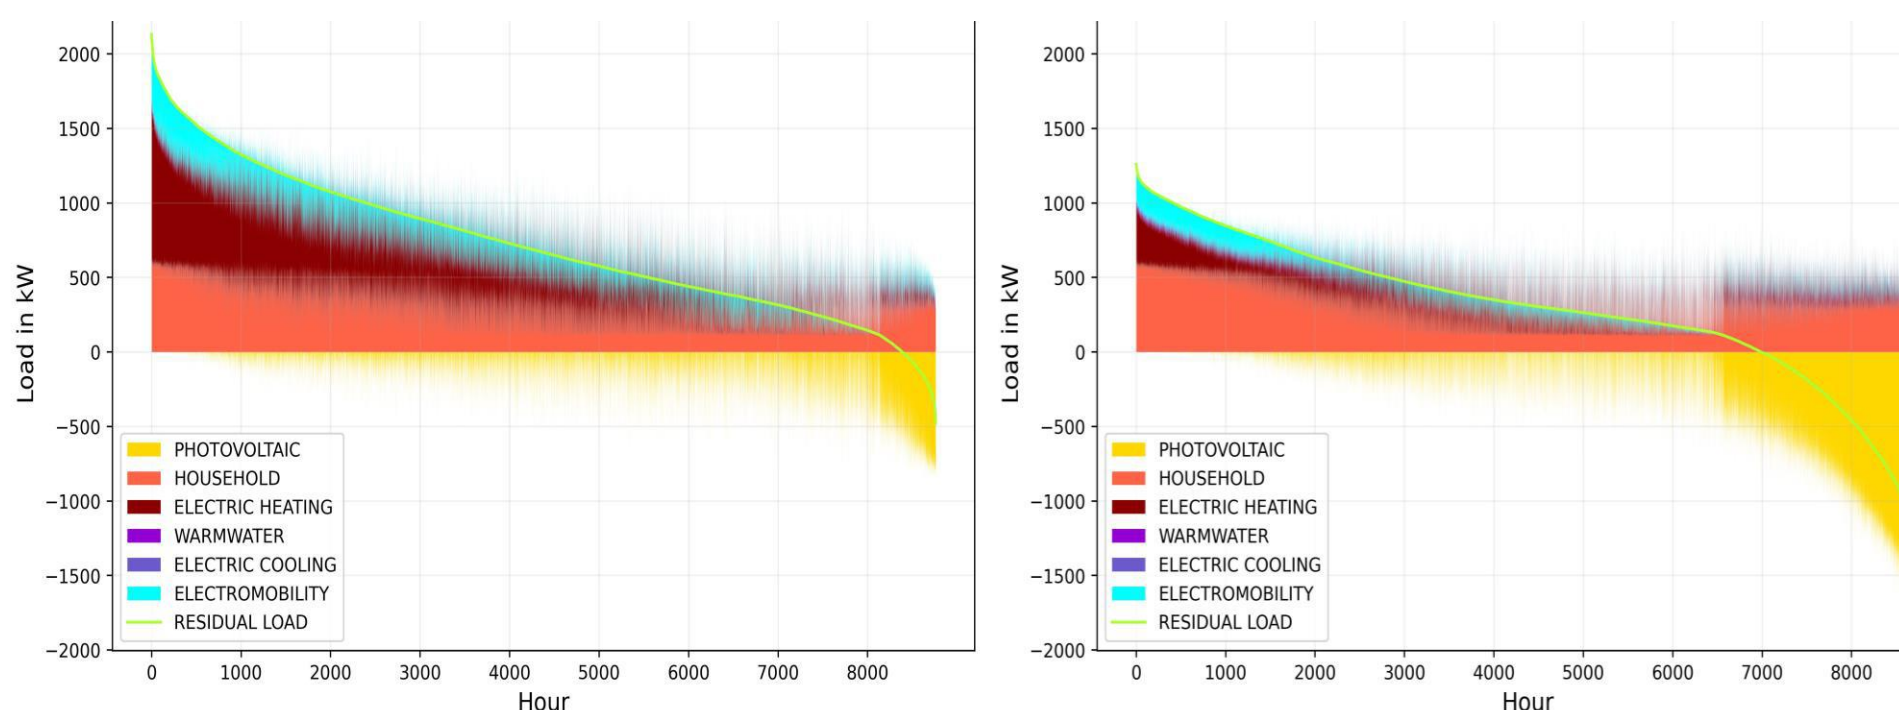 2000
1500
1000
500
0
−500
−1000
−1500
−2000
Load in kW
PHOTOVOLTAIC
HOUSEHOLD
ELECTRIC HEATING
WARMWATER
ELECTRIC COOLING
ELECTROMOBILITY
RESIDUAL LOAD
0 1000 2000 3000 4000 5000 6000 7000 8000
Hour
2000
1500
1000
500
0
−500
−1000
−1500
−2000
Load in kW
PHOTOVOLTAIC
HOUSEHOLD
ELECTRIC HEATING
WARMWATER
ELECTRIC COOLING
ELECTROMOBILITY
RESIDUAL LOAD
0 1000 2000 3000 4000 5000 6000 7000 8000
Hour